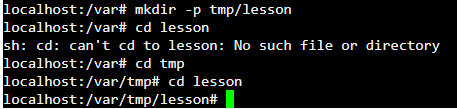 localhost:/var# mkdir -p tmp/lesson
localhost:/var# cd lesson
sh: cd: can't cd to lesson: No such file or directory
localhost:/var# cd tmp
localhost:/var/tmp# cd lesson
localhost:/var/tmp/lesson#